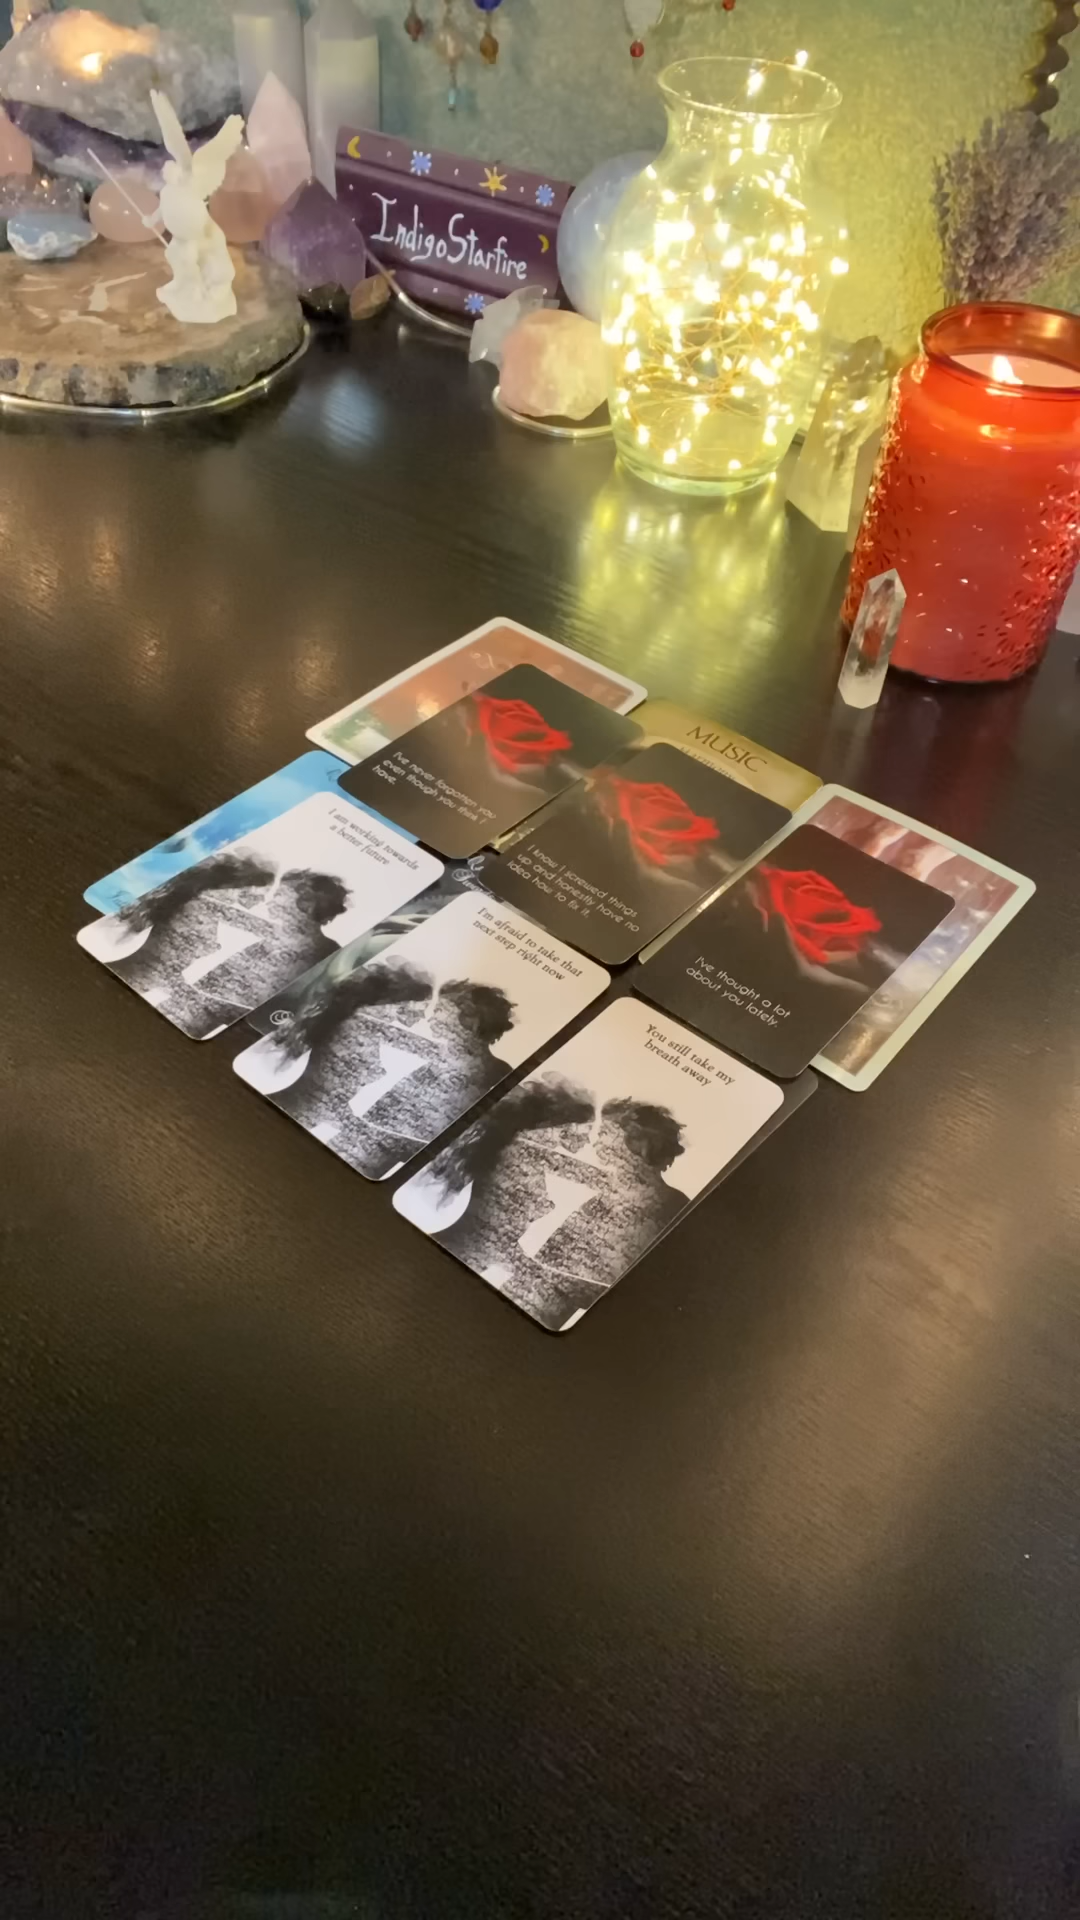 IndigoStarfire
MUSIC
I've never forgotten you
even though you think I
have.
I know I screwed things
up and honestly have no
idea how to fix it.
I've thought a lot
about you lately.
I am working towards
a better future
I'm afraid to take that
next step right now
You still take my
breath away